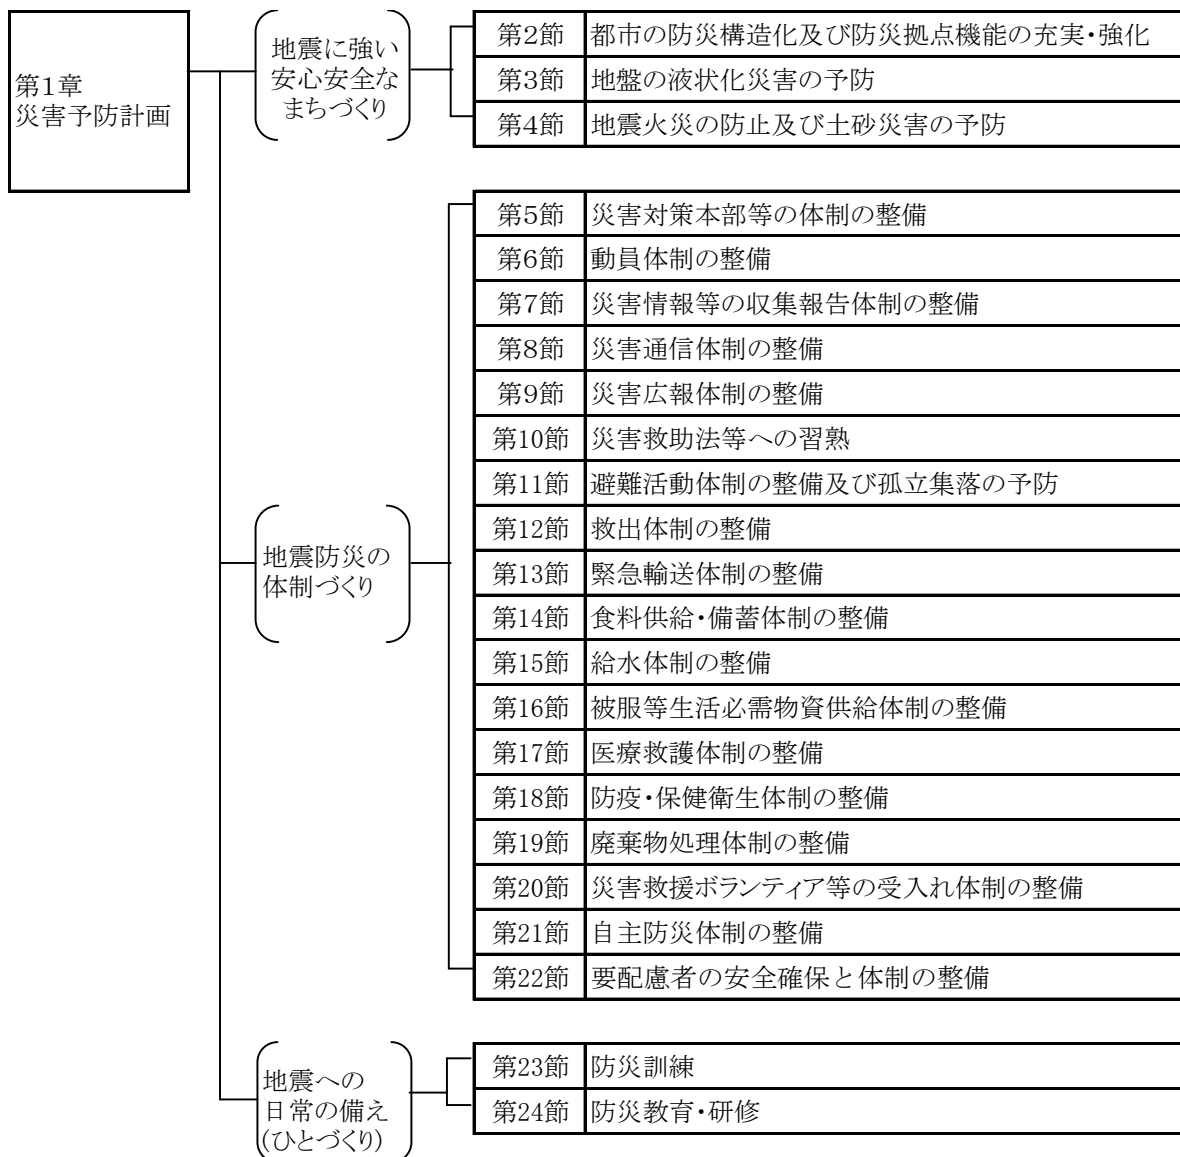 第1章
災害予防計画
地震に強い
安心安全な
まちづくり
第2節 都市の防災構造化及び防災拠点機能の充実・強化
第3節 地盤の液状化災害の予防
第4節 地震火災の防止及び土砂災害の予防
地震防災の
体制づくり
第5節 災害対策本部等の体制の整備
第6節 動員体制の整備
第7節 災害情報等の収集報告体制の整備
第8節 災害通信体制の整備
第9節 災害広報体制の整備
第10節 災害救助法等への習熟
第11節 避難活動体制の整備及び孤立集落の予防
第12節 救出体制の整備
第13節 緊急輸送体制の整備
第14節 食料供給・備蓄体制の整備
第15節 給水体制の整備
第16節 被服等生活必需物資供給体制の整備
第17節 医療救護体制の整備
第18節 防疫・保健衛生体制の整備
第19節 廃棄物処理体制の整備
第20節 災害救援ボランティア等の受入れ体制の整備
第21節 自主防災体制の整備
第22節 要配慮者の安全確保と体制の整備
地震への
日常の備え
(ひとづくり)
第23節 防災訓練
第24節 防災教育・研修